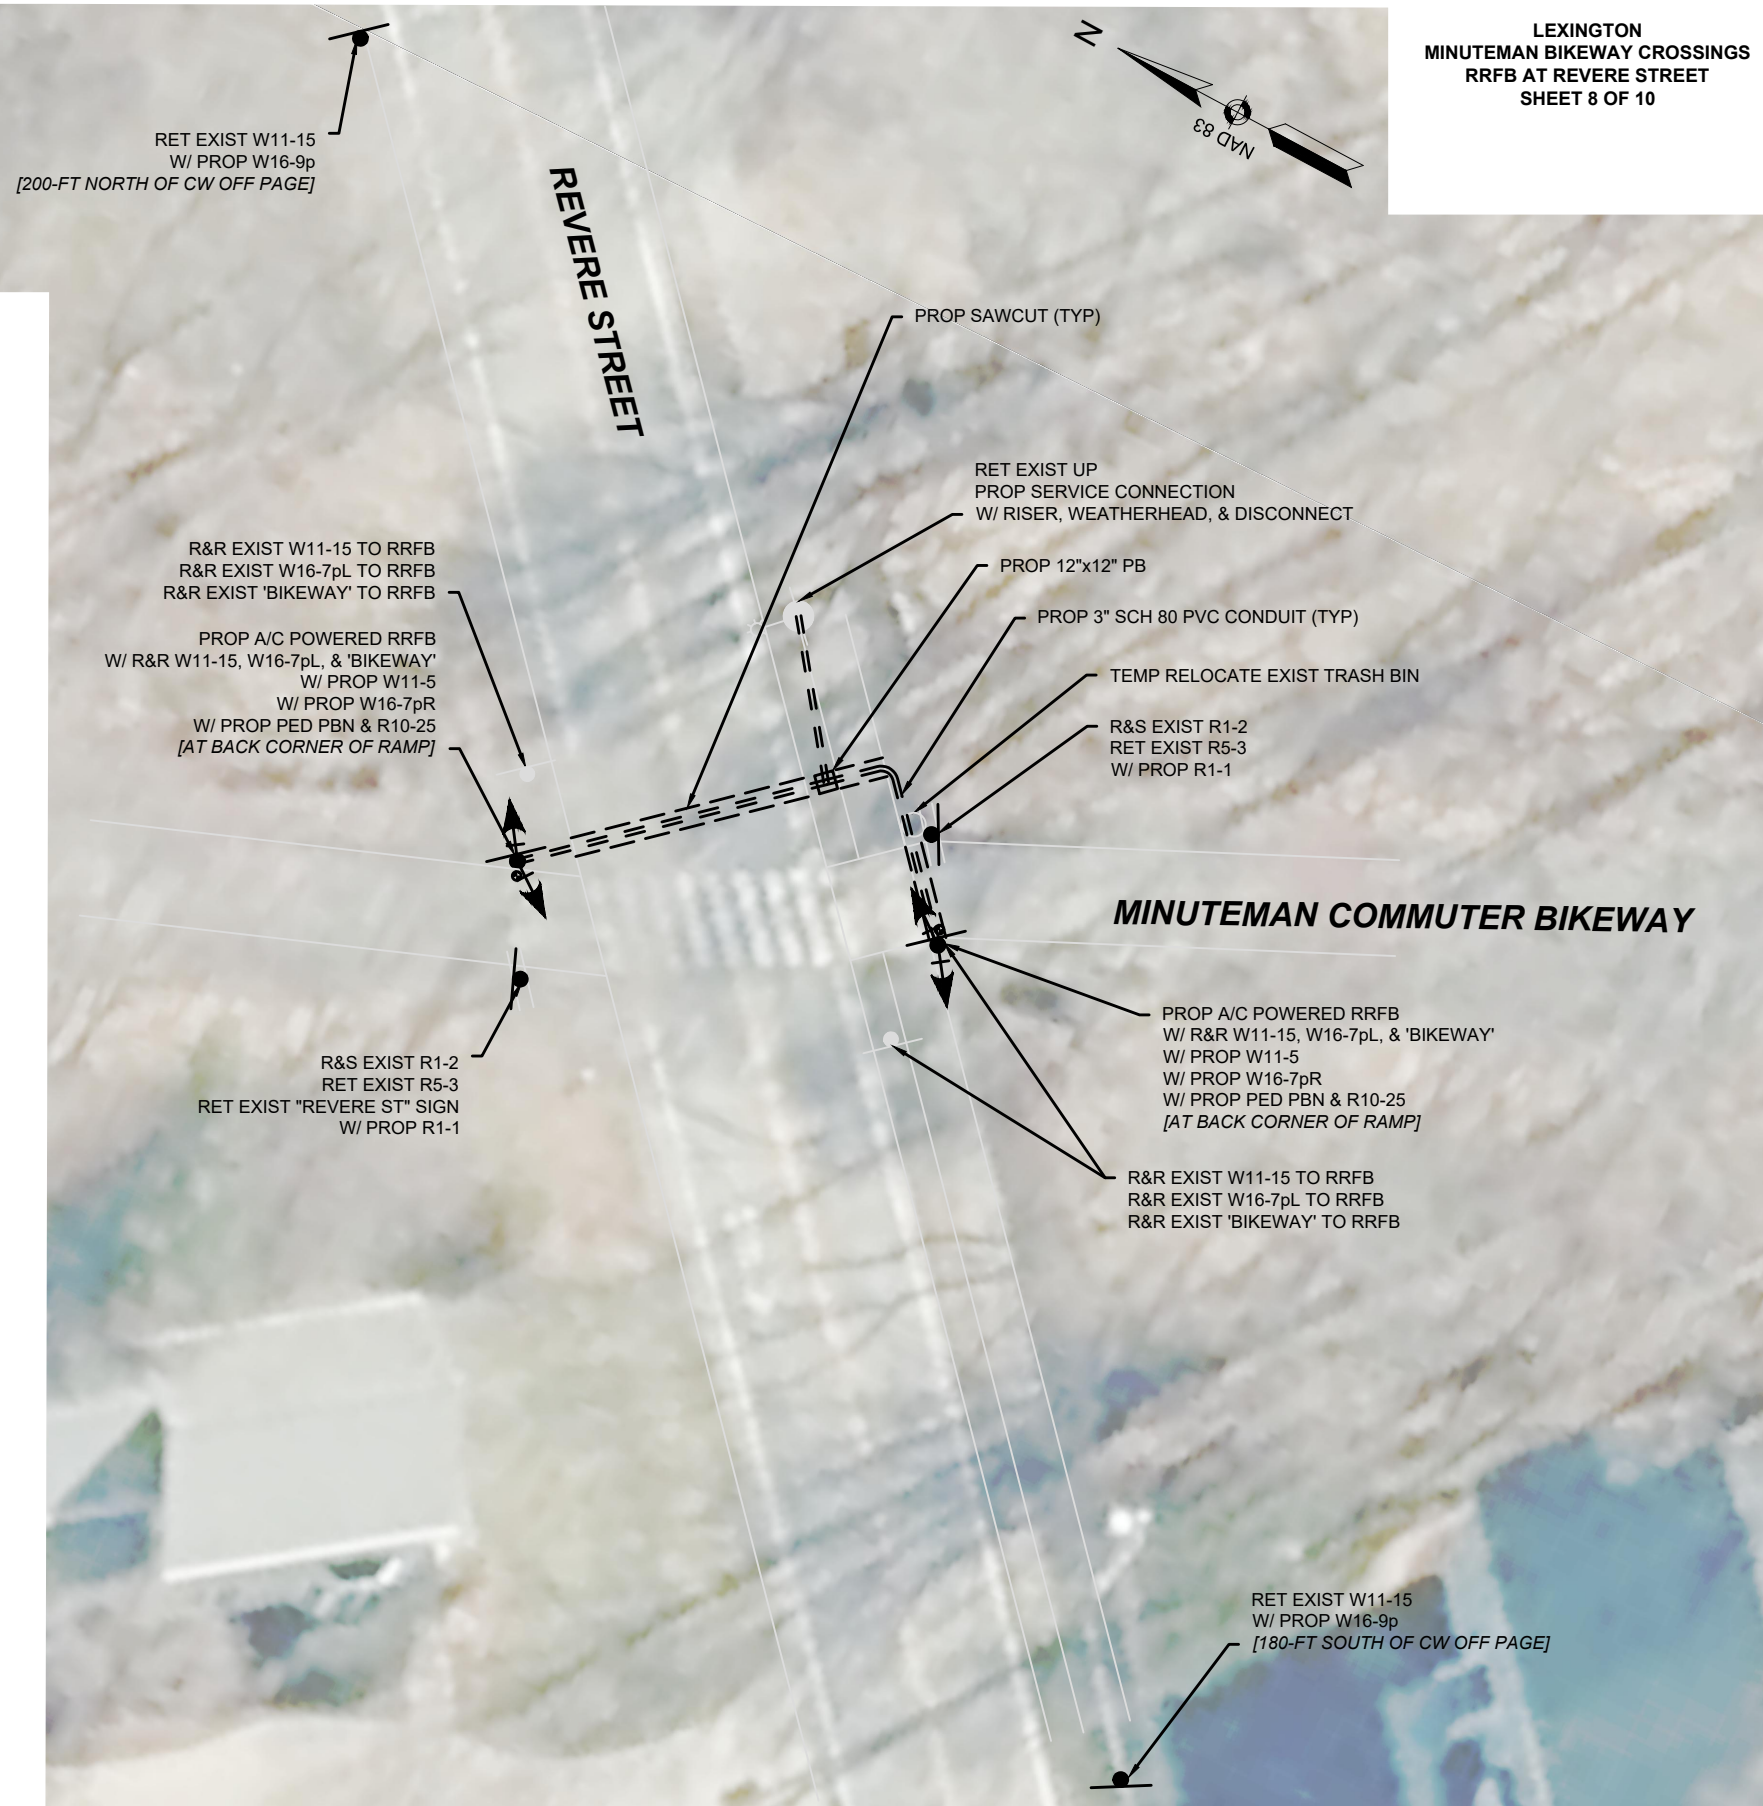 LEXINGTON
MINUTEMAN BIKEWAY CROSSINGS
RRFB AT REVERE STREET
SHEET 8 OF 10
N
NAD 83
RET EXIST W11-15
W/ PROP W16-9p
[200-FT NORTH OF CW OFF PAGE]
REVERE STREET
PROP SAWCUT (TYP)
RET EXIST UP
PROP SERVICE CONNECTION
W/ RISER, WEATHERHEAD, & DISCONNECT
PROP 12"x12" PB
PROP 3" SCH 80 PVC CONDUIT (TYP)
TEMP RELOCATE EXIST TRASH BIN
R&S EXIST R1-2
RET EXIST R5-3
W/ PROP R1-1
R&R EXIST W11-15 TO RRFB
R&R EXIST W16-7pL TO RRFB
R&R EXIST 'BIKEWAY' TO RRFB
PROP A/C POWERED RRFB
W/ R&R W11-15, W16-7pL, & 'BIKEWAY'
W/ PROP W11-5
W/ PROP W16-7pR
W/ PROP PED PBN & R10-25
[AT BACK CORNER OF RAMP]
MINUTEMAN COMMUTER BIKEWAY
R&S EXIST R1-2
RET EXIST R5-3
RET EXIST "REVERE ST" SIGN
W/ PROP R1-1
PROP A/C POWERED RRFB
W/ R&R W11-15, W16-7pL, & 'BIKEWAY'
W/ PROP W11-5
W/ PROP W16-7pR
W/ PROP PED PBN & R10-25
[AT BACK CORNER OF RAMP]
R&R EXIST W11-15 TO RRFB
R&R EXIST W16-7pL TO RRFB
R&R EXIST 'BIKEWAY' TO RRFB
RET EXIST W11-15
W/ PROP W16-9p
[180-FT SOUTH OF CW OFF PAGE]